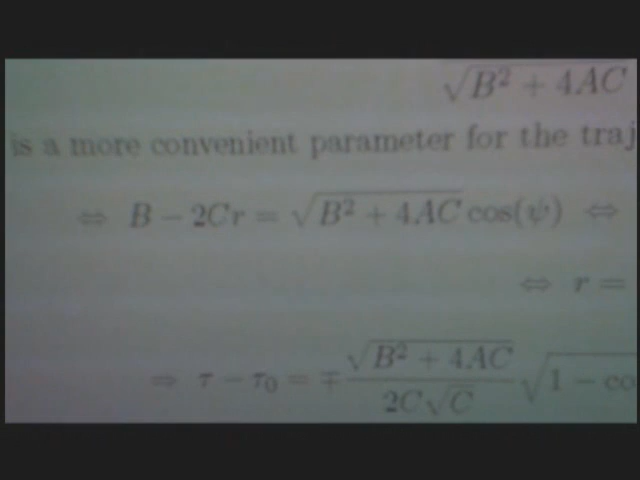 √B² + 4AC
is a more convenient parameter for the traj
⇔ B − 2Cr = √B² + 4AC cos(ψ) ⇔
⇔ r =
⇒ τ − τ₀ = ∓ √B² + 4AC / 2C√C √1 − co